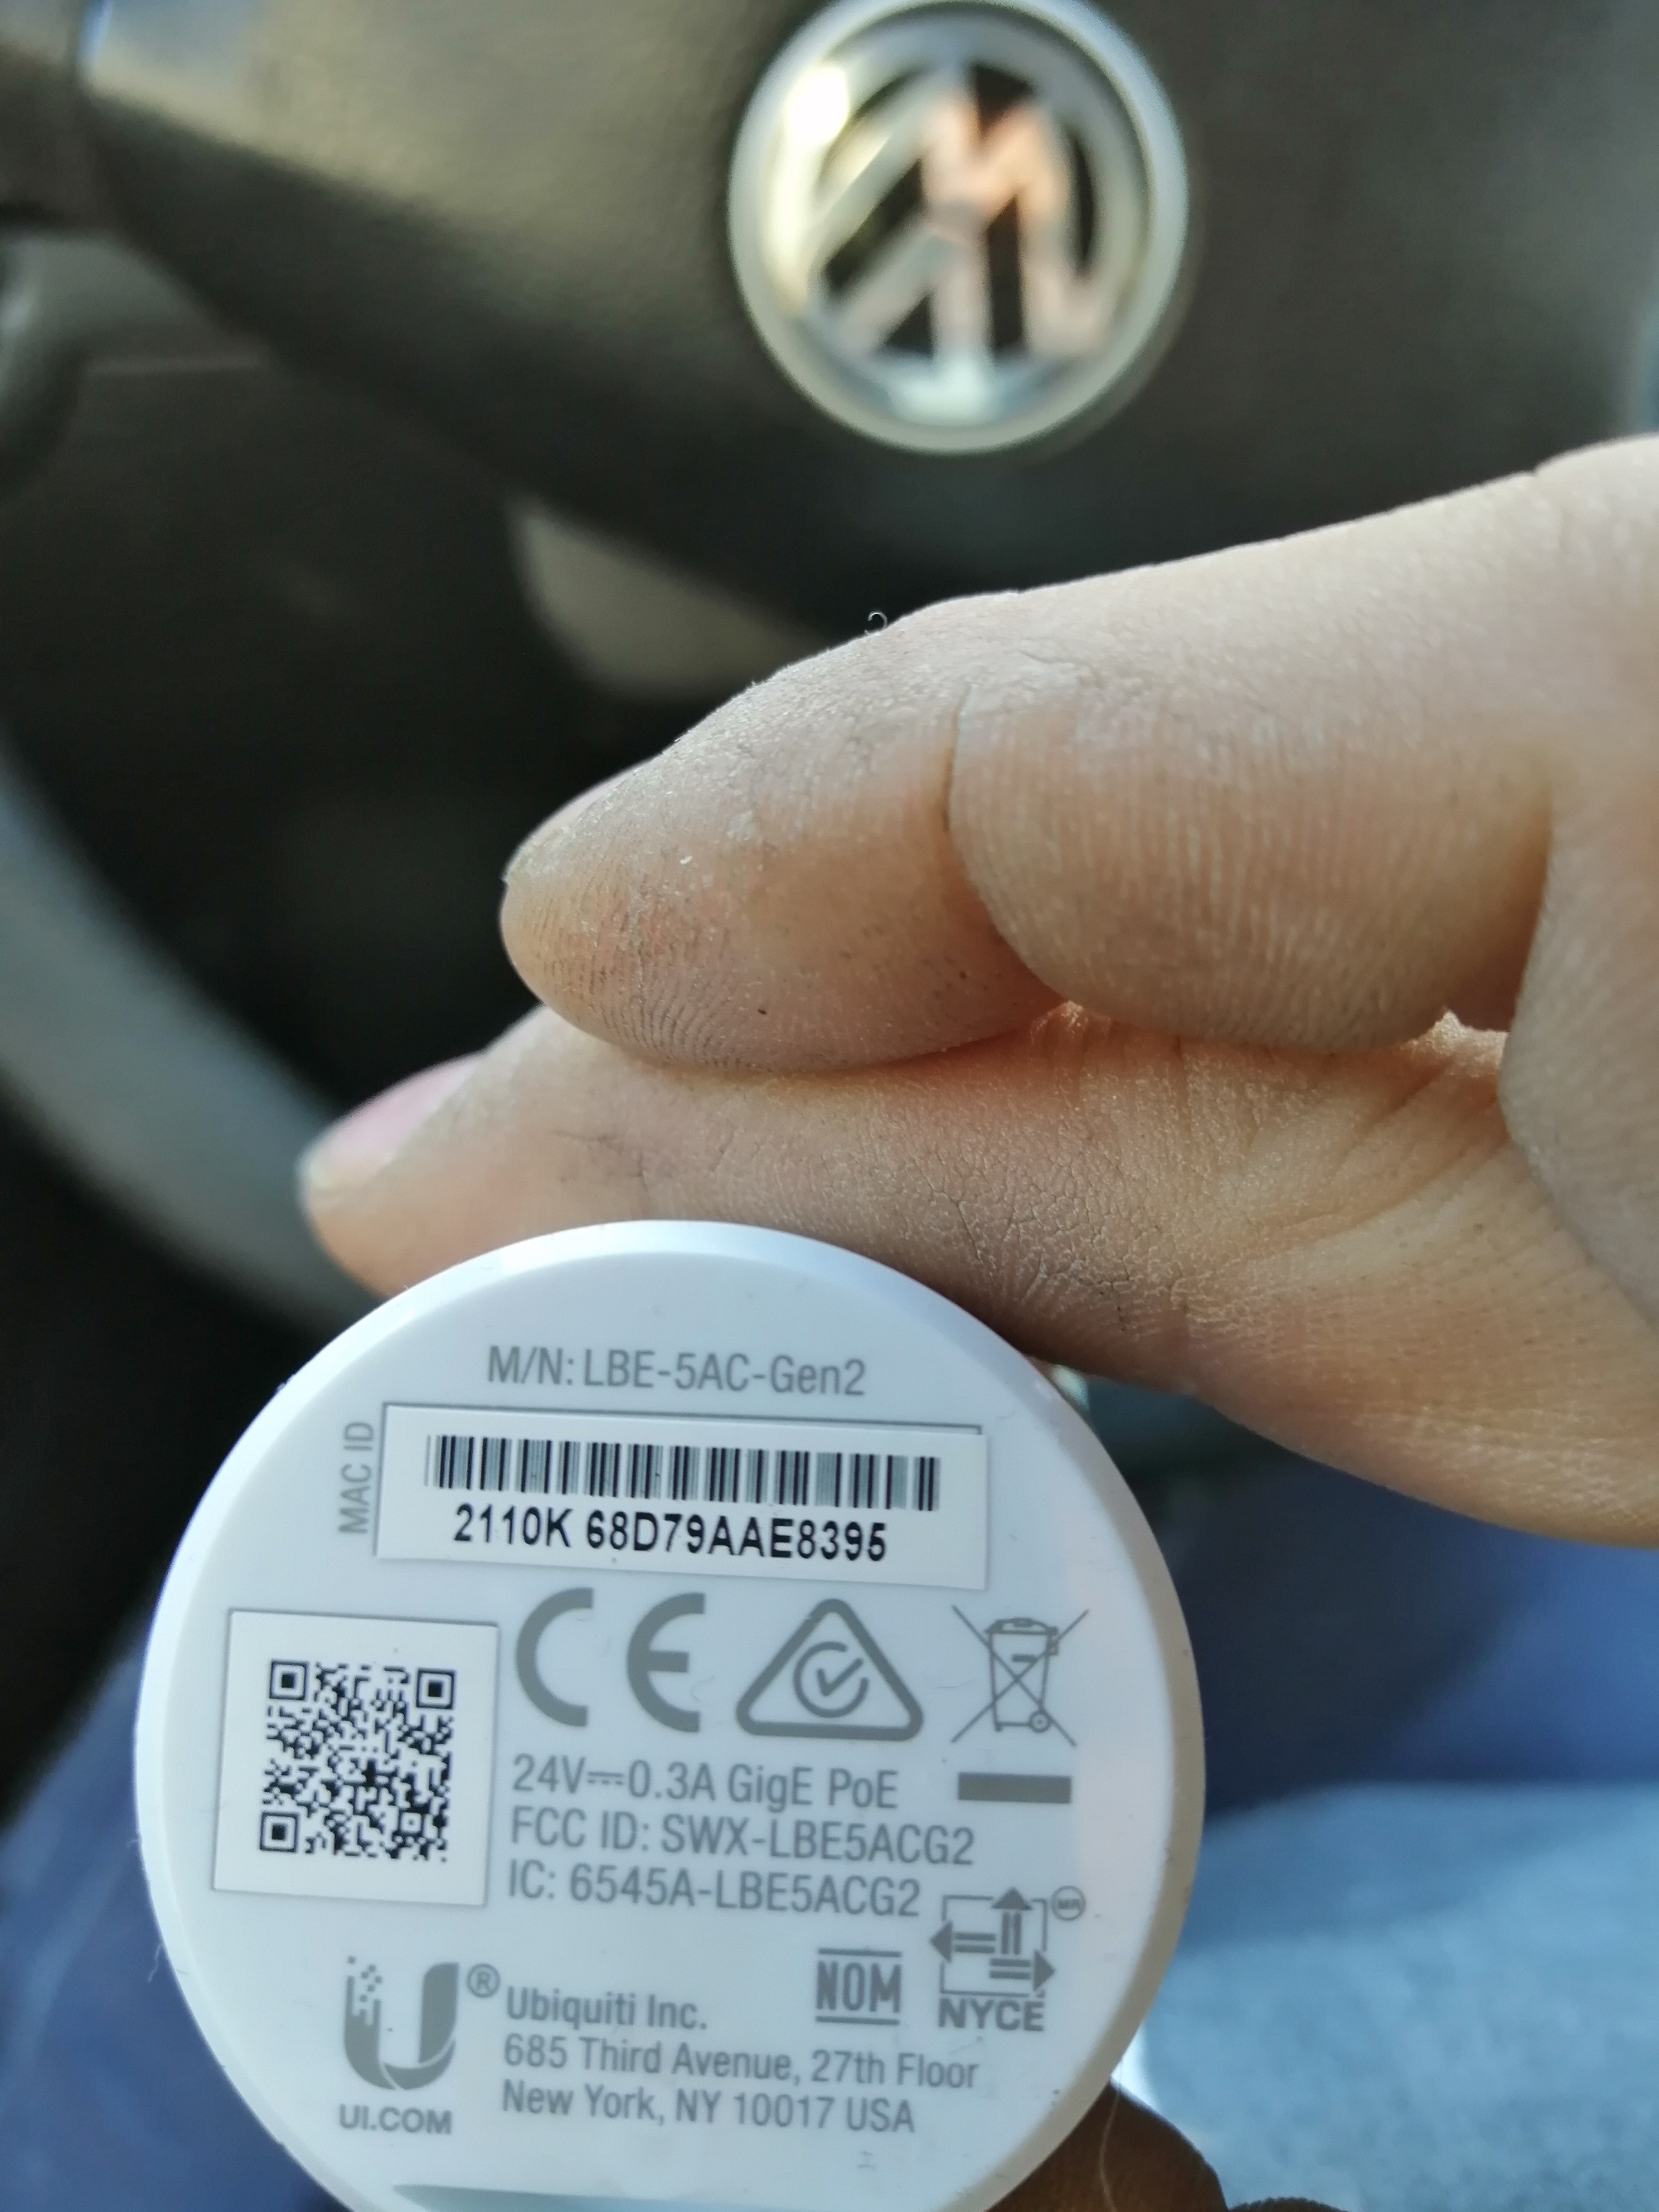 M/N: LBE-5AC-Gen2
MAC ID
2110K 68D79AAE8395
CE
24V⎓0.3A GigE PoE
FCC ID: SWX-LBE5ACG2
IC: 6545A-LBE5ACG2
MR
NOM
NYCE
®
Ubiquiti Inc.
685 Third Avenue, 27th Floor
New York, NY 10017 USA
UI.COM